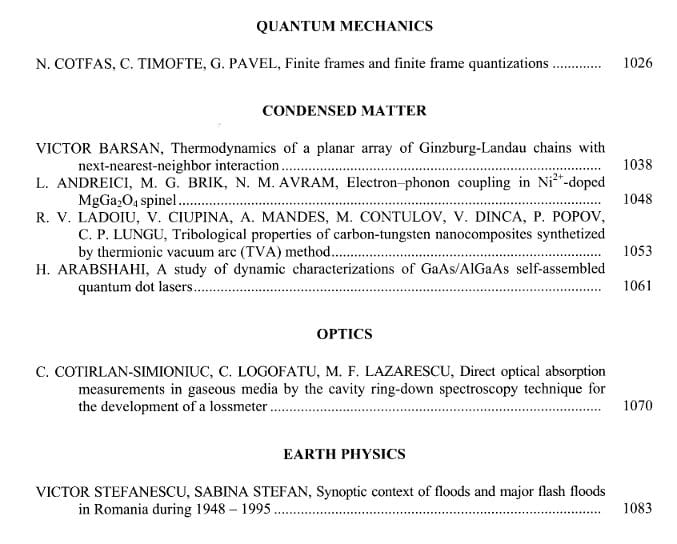 QUANTUM MECHANICS
N. COTFAS, C. TIMOFTE, G. PAVEL, Finite frames and finite frame quantizations ............. 1026
CONDENSED MATTER
VICTOR BARSAN, Thermodynamics of a planar array of Ginzburg-Landau chains with
next-nearest-neighbor interaction ................................................................................. 1038
L. ANDREICI, M. G. BRIK, N. M. AVRAM, Electron–phonon coupling in Ni²⁺-doped
MgGa₂O₄ spinel ............................................................................................................ 1048
R. V. LADOIU, V. CIUPINA, A. MANDES, M. CONTULOV, V. DINCA, P. POPOV,
C. P. LUNGU, Tribological properties of carbon-tungsten nanocomposites synthetized
by thermionic vacuum arc (TVA) method.................................................................... 1053
H. ARABSHAHI, A study of dynamic characterizations of GaAs/AlGaAs self-assembled
quantum dot lasers....................................................................................................... 1061
OPTICS
C. COTIRLAN-SIMIONIUC, C. LOGOFATU, M. F. LAZARESCU, Direct optical absorption
measurements in gaseous media by the cavity ring-down spectroscopy technique for
the development of a lossmeter .................................................................................... 1070
EARTH PHYSICS
VICTOR STEFANESCU, SABINA STEFAN, Synoptic context of floods and major flash floods
in Romania during 1948 – 1995 ................................................................................... 1083